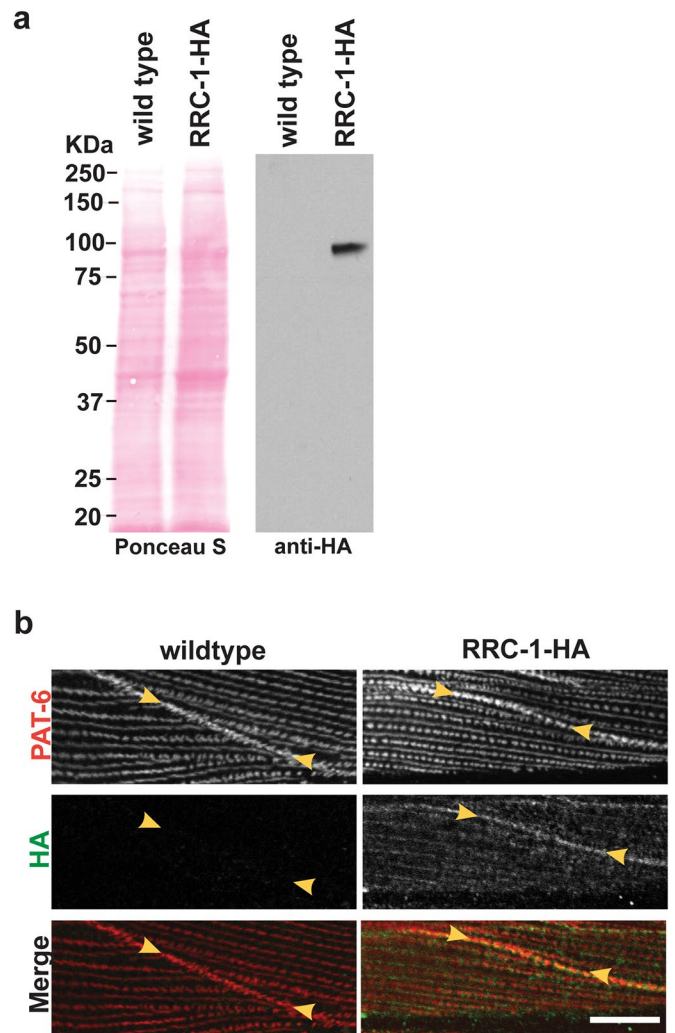 a
wild type
RRC-1-HA
wild type
RRC-1-HA
KDa
250
150
100
75
50
37
25
20
Ponceau S
anti-HA
b
wildtype
RRC-1-HA
PAT-6
HA
Merge